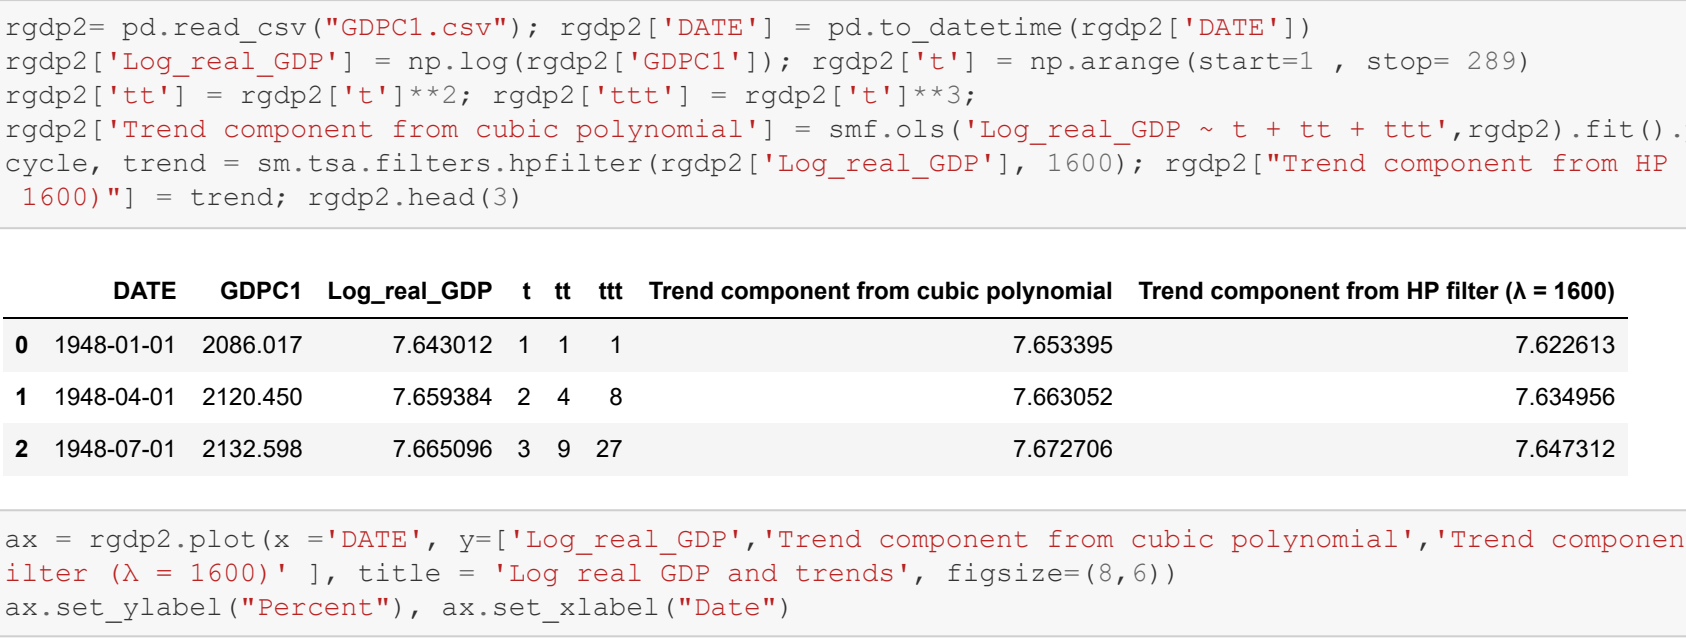 rgdp2= pd.read_csv("GDPC1.csv"); rgdp2['DATE'] = pd.to_datetime(rgdp2['DATE'])
rgdp2['Log_real_GDP'] = np.log(rgdp2['GDPC1']); rgdp2['t'] = np.arange(start=1 , stop= 289)
rgdp2['tt'] = rgdp2['t']**2; rgdp2['ttt'] = rgdp2['t']**3;
rgdp2['Trend component from cubic polynomial'] = smf.ols('Log_real_GDP ~ t + tt + ttt',rgdp2).fit().
cycle, trend = sm.tsa.filters.hpfilter(rgdp2['Log_real_GDP'], 1600); rgdp2["Trend component from HP
1600)"] = trend; rgdp2.head(3)
DATE GDPC1 Log_real_GDP t tt ttt Trend component from cubic polynomial Trend component from HP filter (λ = 1600)
0 1948-01-01 2086.017 7.643012 1 1 1 7.653395 7.622613
1 1948-04-01 2120.450 7.659384 2 4 8 7.663052 7.634956
2 1948-07-01 2132.598 7.665096 3 9 27 7.672706 7.647312
ax = rgdp2.plot(x ='DATE', y=['Log_real_GDP','Trend component from cubic polynomial','Trend componen
ilter (λ = 1600)' ], title = 'Log real GDP and trends', figsize=(8,6))
ax.set_ylabel("Percent"), ax.set_xlabel("Date")